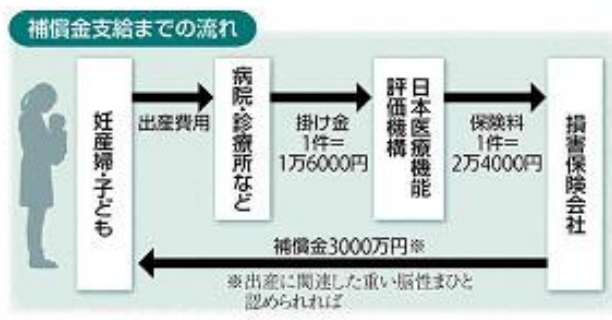 補償金支給までの流れ
妊産婦・子ども
出産費用
病院・診療所など
掛け金
1件=
1万6000円
日本医療機能
評価機構
保険料
1件=
2万4000円
損害保険会社
補償金3000万円※
※出産に関連した重い脳性まひと
認められれば